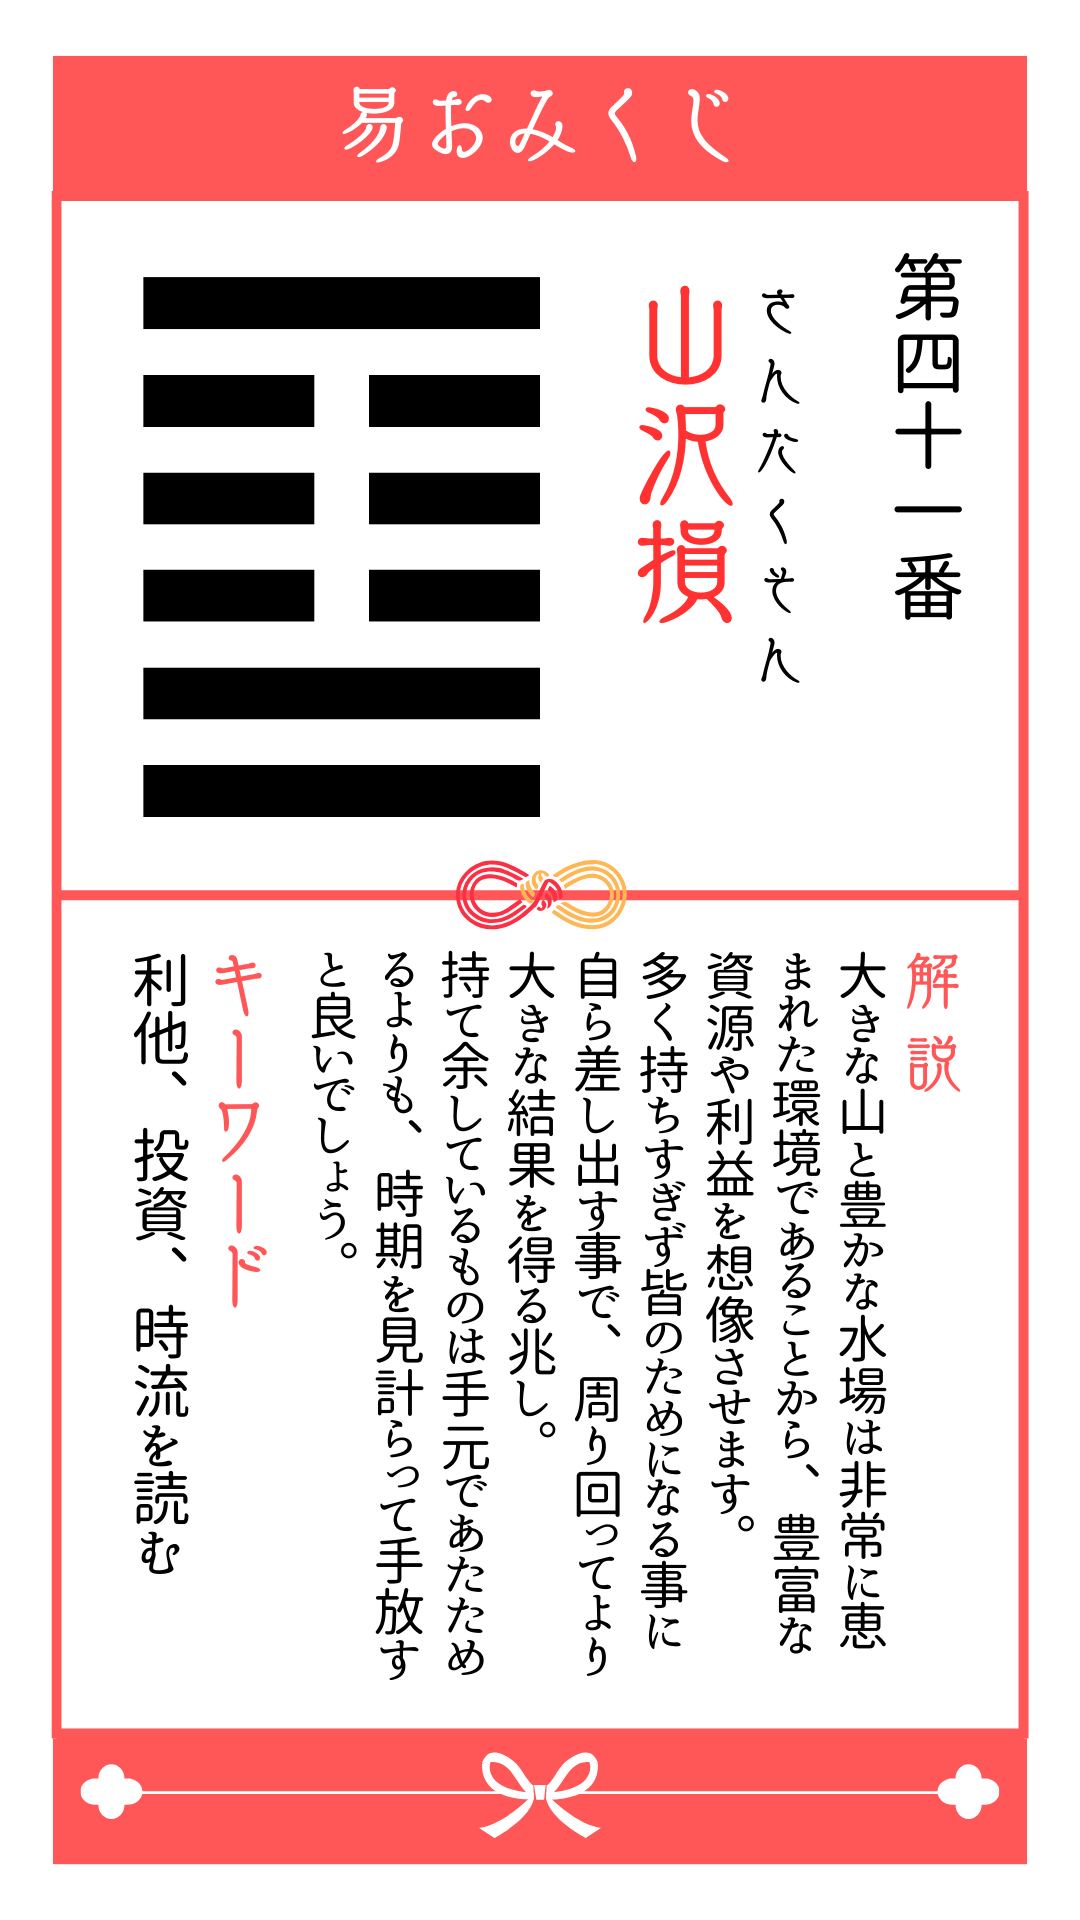 易おみくじ
第四十一番
さんたくそん
山沢損
解説
大きな山と豊かな水場は非常に恵
まれた環境であることから、豊富な
資源や利益を想像させます。
多く持ちすぎず皆のためになる事に
自ら差し出す事で、周り回ってより
大きな結果を得る兆し。
持て余しているものは手元であたため
るよりも、時期を見計らって手放す
と良いでしょう。
キーワード
利他、投資、時流を読む